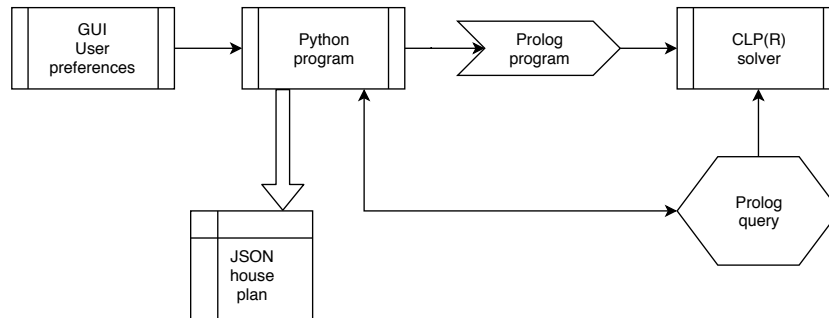 GUI
User
preferences
Python
program
Prolog
program
CLP(R)
solver
Prolog
query
JSON
house
plan